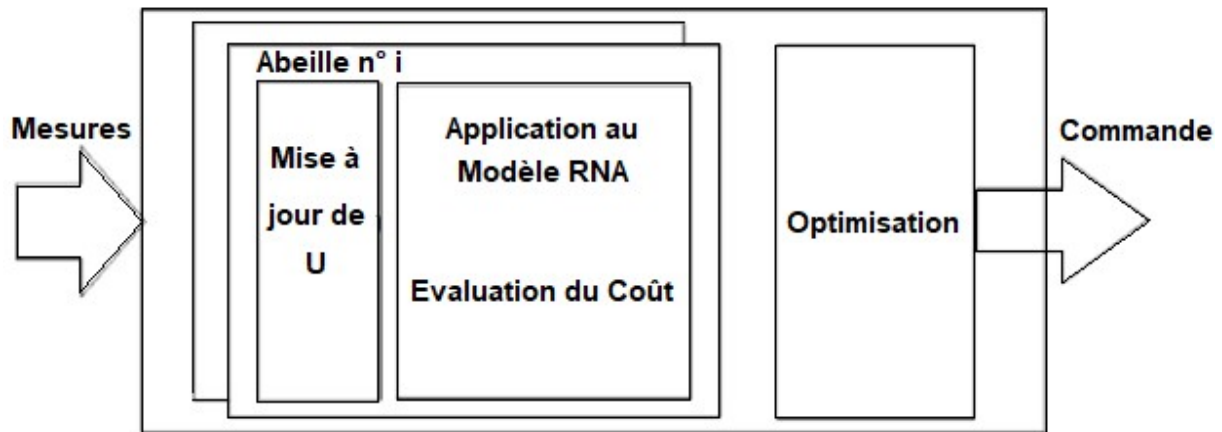 Abeille n° i
Mesures
Mise à
jour de
U
Application au
Modèle RNA
Evaluation du Coût
Optimisation
Commande